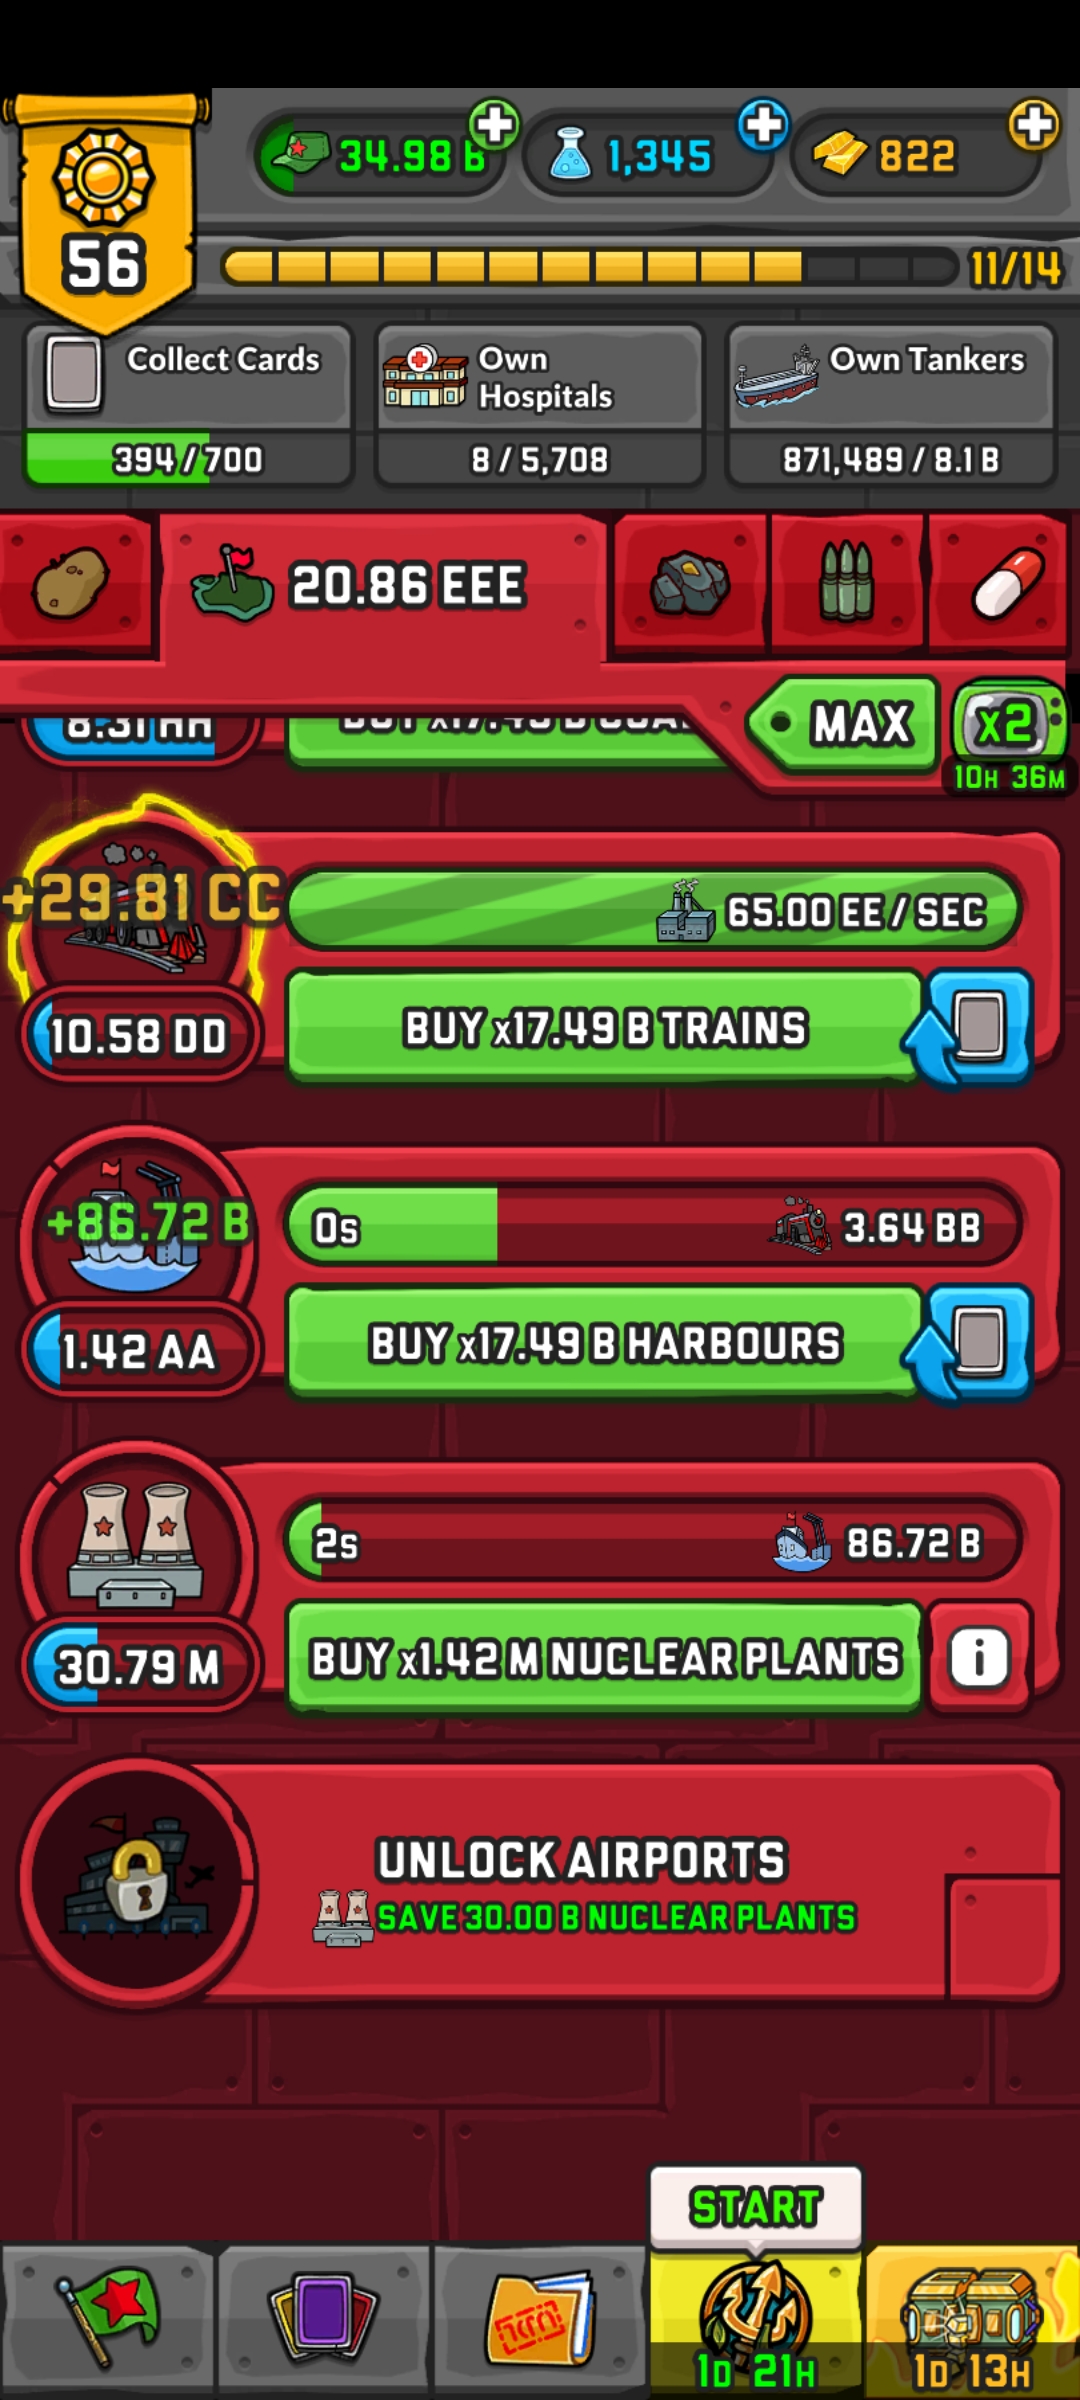 34.98 B
1,345
822
56
11/14
Collect Cards
394/700
Own
Hospitals
8/5,708
Own Tankers
871,489/8.1 B
20.86 EEE
MAX
x2
10H 36M
8.31 HH
+29.81 CC
65.00 EE/SEC
10.58 DD
BUY x17.49 B TRAINS
+86.72 B
0s
3.64 BB
1.42 AA
BUY x17.49 B HARBOURS
2s
86.72 B
30.79 M
BUY x1.42 M NUCLEAR PLANTS
i
UNLOCK AIRPORTS
SAVE 30.00 B NUCLEAR PLANTS
START
1D 21H
1D 13H